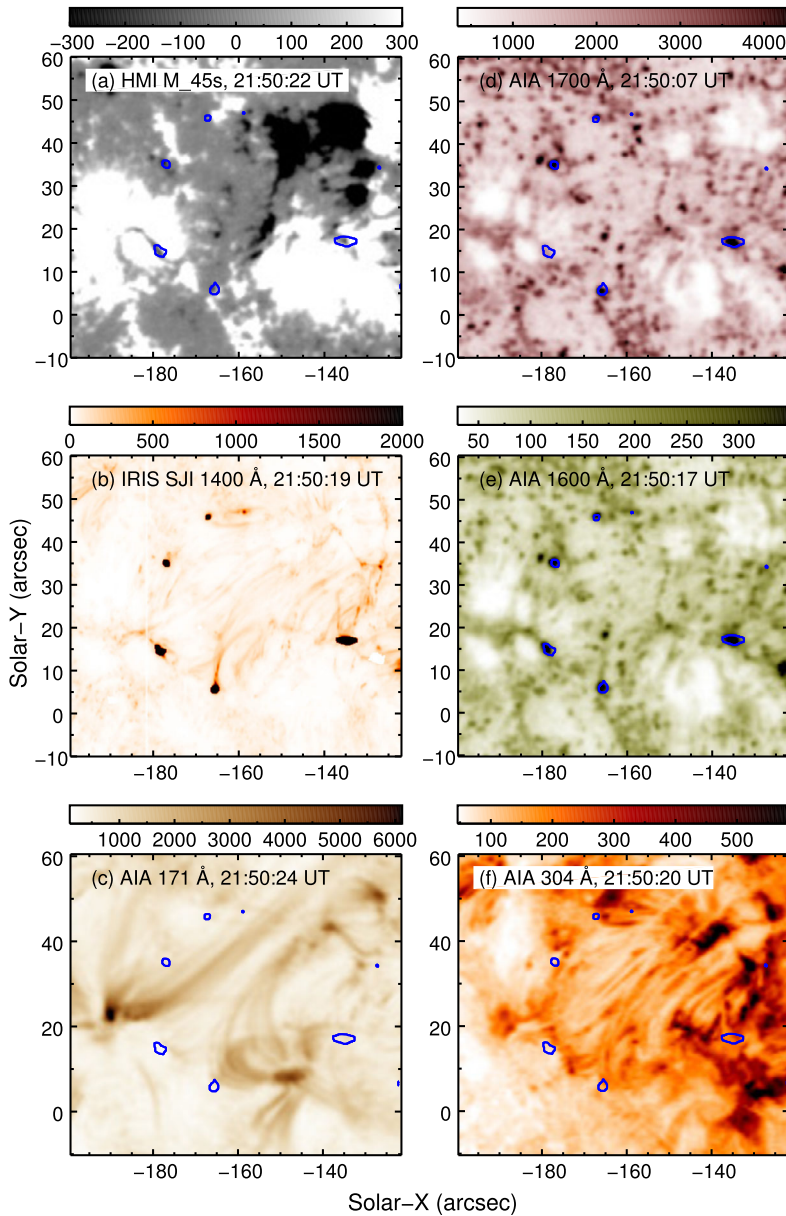 −300 −200 −100 0 100 200 300
1000 2000 3000 4000
(a) HMI M_45s, 21:50:22 UT
(d) AIA 1700 Å, 21:50:07 UT
60
50
40
30
20
10
0
−10
60
50
40
30
20
10
0
−10
−180 −160 −140
−180 −160 −140
0 500 1000 1500 2000
50 100 150 200 250 300
(b) IRIS SJI 1400 Å, 21:50:19 UT
(e) AIA 1600 Å, 21:50:17 UT
60
50
40
30
20
10
0
−10
60
50
40
30
20
10
0
−10
Solar−Y (arcsec)
−180 −160 −140
−180 −160 −140
1000 2000 3000 4000 5000 6000
100 200 300 400 500
(c) AIA 171 Å, 21:50:24 UT
(f) AIA 304 Å, 21:50:20 UT
60
40
20
0
60
40
20
0
−180 −160 −140
−180 −160 −140
Solar−X (arcsec)